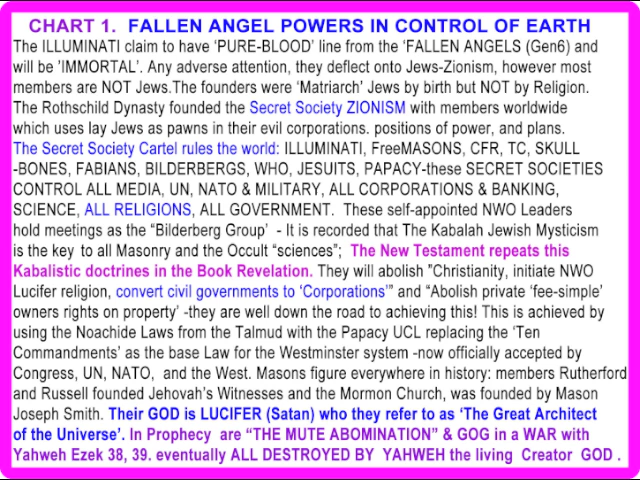 CHART 1. FALLEN ANGEL POWERS IN CONTROL OF EARTH
The ILLUMINATI claim to have ‘PURE-BLOOD’ line from the ‘FALLEN ANGELS (Gen6) and
will be ’IMMORTAL’. Any adverse attention, they deflect onto Jews-Zionism, however most
members are NOT Jews.The founders were ‘Matriarch’ Jews by birth but NOT by Religion.
The Rothschild Dynasty founded the Secret Society ZIONISM with members worldwide
which uses lay Jews as pawns in their evil corporations. positions of power, and plans.
The Secret Society Cartel rules the world: ILLUMINATI, FreeMASONS, CFR, TC, SKULL
-BONES, FABIANS, BILDERBERGS, WHO, JESUITS, PAPACY-these SECRET SOCIETIES
CONTROL ALL MEDIA, UN, NATO & MILITARY, ALL CORPORATIONS & BANKING,
SCIENCE, ALL RELIGIONS, ALL GOVERNMENT. These self-appointed NWO Leaders
hold meetings as the “Bilderberg Group’ - It is recorded that The Kabalah Jewish Mysticism
is the key to all Masonry and the Occult “sciences”; The New Testament repeats this
Kabalistic doctrines in the Book Revelation. They will abolish ”Christianity, initiate NWO
Lucifer religion, convert civil governments to ‘Corporations’” and “Abolish private ‘fee-simple’
owners rights on property’ -they are well down the road to achieving this! This is achieved by
using the Noachide Laws from the Talmud with the Papacy UCL replacing the ‘Ten
Commandments’ as the base Law for the Westminster system -now officially accepted by
Congress, UN, NATO, and the West. Masons figure everywhere in history: members Rutherford
and Russell founded Jehovah’s Witnesses and the Mormon Church, was founded by Mason
Joseph Smith. Their GOD is LUCIFER (Satan) who they refer to as ‘The Great Architect
of the Universe’. In Prophecy are “THE MUTE ABOMINATION” & GOG in a WAR with
Yahweh Ezek 38, 39. eventually ALL DESTROYED BY YAHWEH the living Creator GOD .